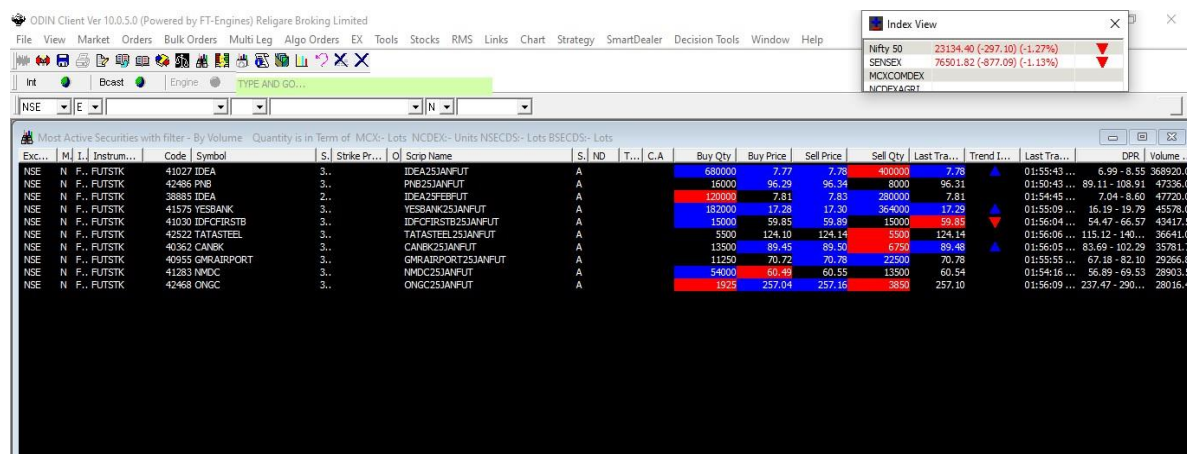 ODIN Client Ver 10.0.5.0 (Powered by FT-Engines) Religare Broking Limited
File View Market Orders Bulk Orders Multi Leg Algo Orders EX Tools Stocks RMS Links Chart Strategy SmartDealer Decision Tools Window Help
Index View
Nifty 50 23134.40 (-297.10) (-1.27%)
SENSEX 76501.82 (-877.09) (-1.13%)
MCXCOMDEX
NCDEXAGRI
Int Bcast Engine TYPE AND GO...
NSE E N
Most Active Securities with filter - By Volume Quantity is in Term of MCX:- Lots NCDEX:- Units NSECDS:- Lots BSECDS:- Lots
Exc... M. I.. Instrum... Code Symbol S.. Strike Pr... O Scrip Name S. ND T... C.A Buy Qty Buy Price Sell Price Sell Qty Last Tra... Trend I... Last Tra... DPR Volume ..
NSE N F.. FUTSTK 41027 IDEA 3.. IDEA25JANFUT A 680000 7.77 7.78 400000 7.78 01:55:43 ... 6.99 - 8.55 368920.0
NSE N F.. FUTSTK 42486 PNB 3.. PNB25JANFUT A 16000 96.29 96.34 8000 96.31 01:50:43 ... 89.11 - 108.91 47336.0
NSE N F.. FUTSTK 38885 IDEA 2.. IDEA25FEBFUT A 120000 7.81 7.83 280000 7.81 01:54:45 ... 7.04 - 8.60 47720.0
NSE N F.. FUTSTK 41575 YESBANK 3.. YESBANK25JANFUT A 182000 17.28 17.30 364000 17.29 01:55:09 ... 16.19 - 19.79 45578.0
NSE N F.. FUTSTK 41030 IDFCFIRSTB 3.. IDFCFIRSTB25JANFUT A 15000 59.85 59.89 15000 59.85 01:56:04 ... 54.47 - 66.57 43417.5
NSE N F.. FUTSTK 42522 TATASTEEL 3.. TATASTEEL25JANFUT A 5500 124.10 124.14 5500 124.14 01:56:06 ... 115.12 - 140... 36641.0
NSE N F.. FUTSTK 40362 CANBK 3.. CANBK25JANFUT A 13500 89.45 89.50 6750 89.48 01:56:05 ... 83.69 - 102.29 35781.
NSE N F.. FUTSTK 40955 GMRAIRPORT 3.. GMRAIRPORT25JANFUT A 11250 70.72 70.78 22500 70.78 01:55:55 ... 67.18 - 82.10 29266.8
NSE N F.. FUTSTK 41283 NMDC 3.. NMDC25JANFUT A 54000 60.49 60.55 13500 60.54 01:54:16 ... 56.89 - 69.53 28903.5
NSE N F.. FUTSTK 42468 ONGC 3.. ONGC25JANFUT A 1925 257.04 257.16 3850 257.10 01:56:09 ... 237.47 - 290... 28016.4